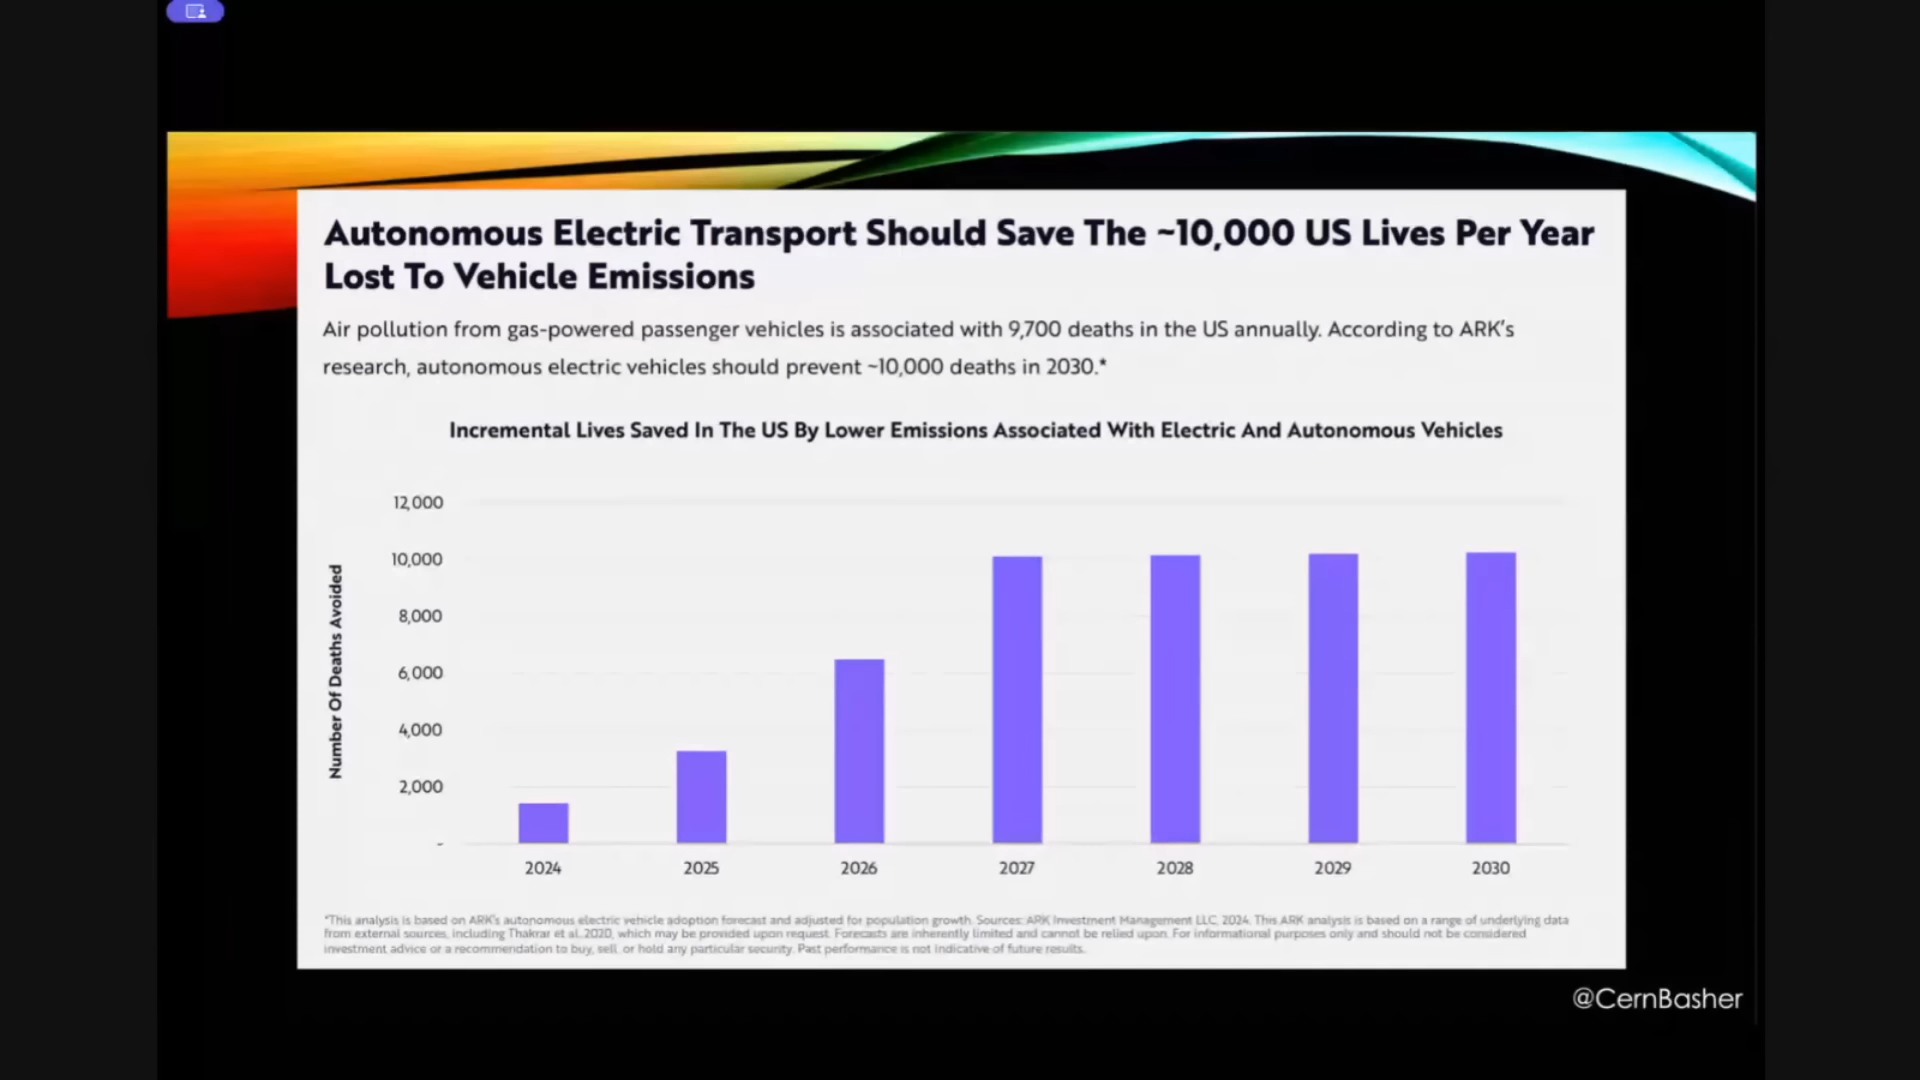 Autonomous Electric Transport Should Save The ~10,000 US Lives Per Year
Lost To Vehicle Emissions
Air pollution from gas-powered passenger vehicles is associated with 9,700 deaths in the US annually. According to ARK's
research, autonomous electric vehicles should prevent ~10,000 deaths in 2030.*
Incremental Lives Saved In The US By Lower Emissions Associated With Electric And Autonomous Vehicles
Number Of Deaths Avoided
12,000
10,000
8,000
6,000
4,000
2,000
-
2024 2025 2026 2027 2028 2029 2030
*This analysis is based on ARK's autonomous electric vehicle adoption forecast and adjusted for population growth. Sources: ARK Investment Management LLC, 2024. This ARK analysis is based on a range of underlying data
from external sources, including Thakrar et al. 2020, which may be provided upon request. Forecasts are inherently limited and cannot be relied upon. For informational purposes only and should not be considered
investment advice or a recommendation to buy, sell, or hold any particular security. Past performance is not indicative of future results.
@CernBasher